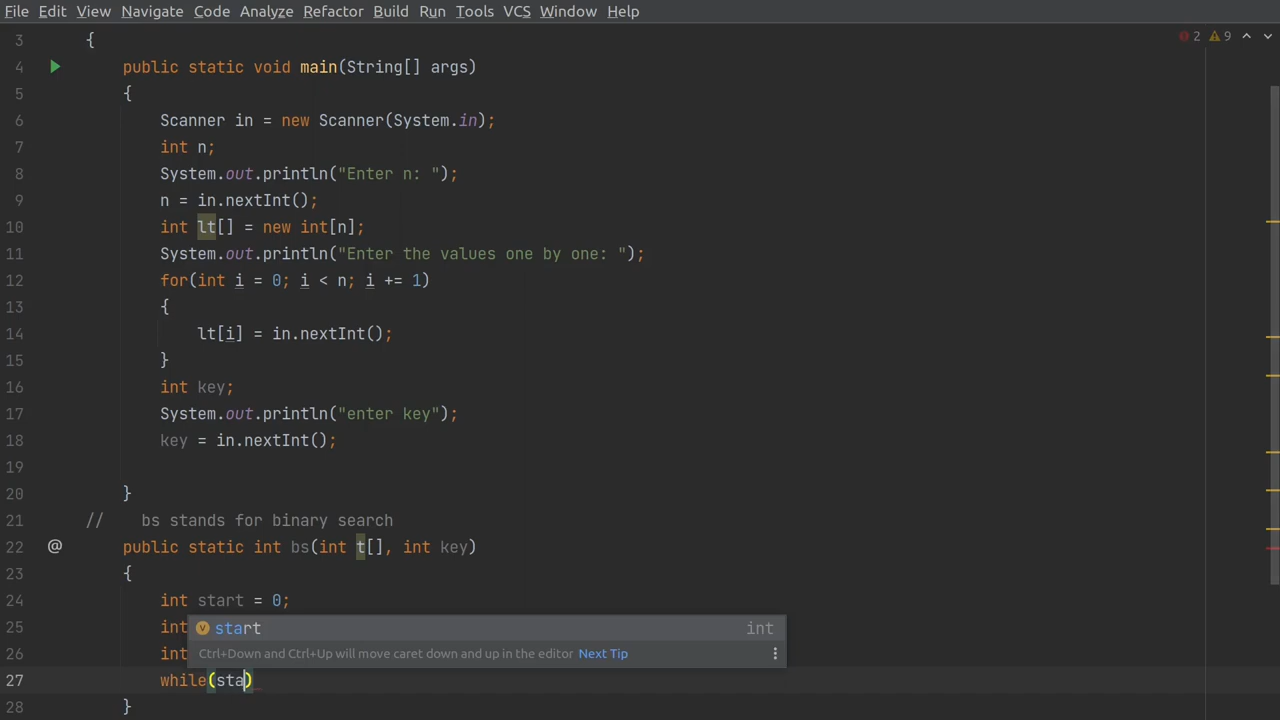 File Edit View Navigate Code Analyze Refactor Build Run Tools VCS Window Help
3 {
2 9
4 public static void main(String[] args)
5 {
6 Scanner in = new Scanner(System.in);
7 int n;
8 System.out.println("Enter n: ");
9 n = in.nextInt();
10 int lt[] = new int[n];
11 System.out.println("Enter the values one by one: ");
12 for(int i = 0; i < n; i += 1)
13 {
14 lt[i] = in.nextInt();
15 }
16 int key;
17 System.out.println("enter key");
18 key = in.nextInt();
19
20 }
21 // bs stands for binary search
22 @ public static int bs(int t[], int key)
23 {
24 int start = 0;
25 int
v start int
26 int
Ctrl+Down and Ctrl+Up will move caret down and up in the editor Next Tip
27 while(sta)
28 }